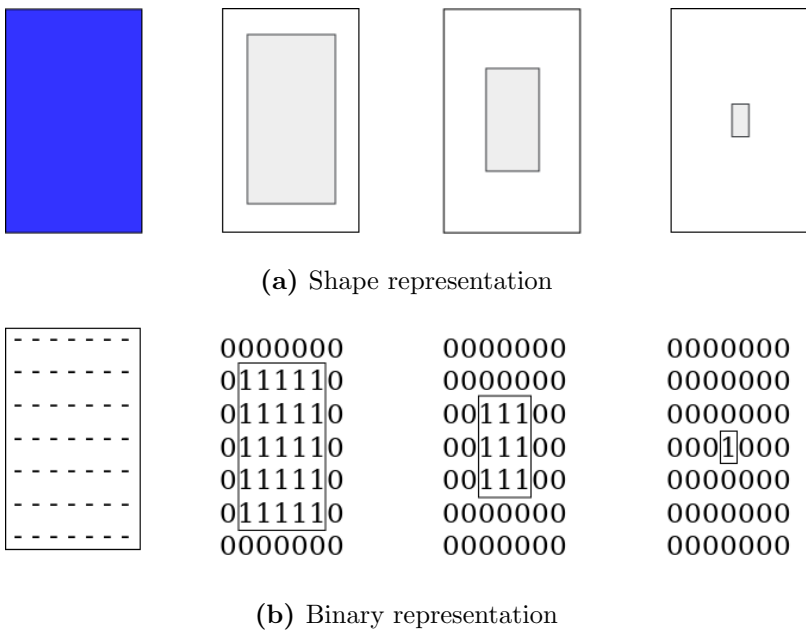 (a) Shape representation
- - - - - - -
- - - - - - -
- - - - - - -
- - - - - - -
- - - - - - -
- - - - - - -
- - - - - - -
0000000
0111110
0111110
0111110
0111110
0111110
0000000
0000000
0000000
0011100
0011100
0011100
0000000
0000000
0000000
0000000
0000000
0001000
0000000
0000000
0000000
(b) Binary representation